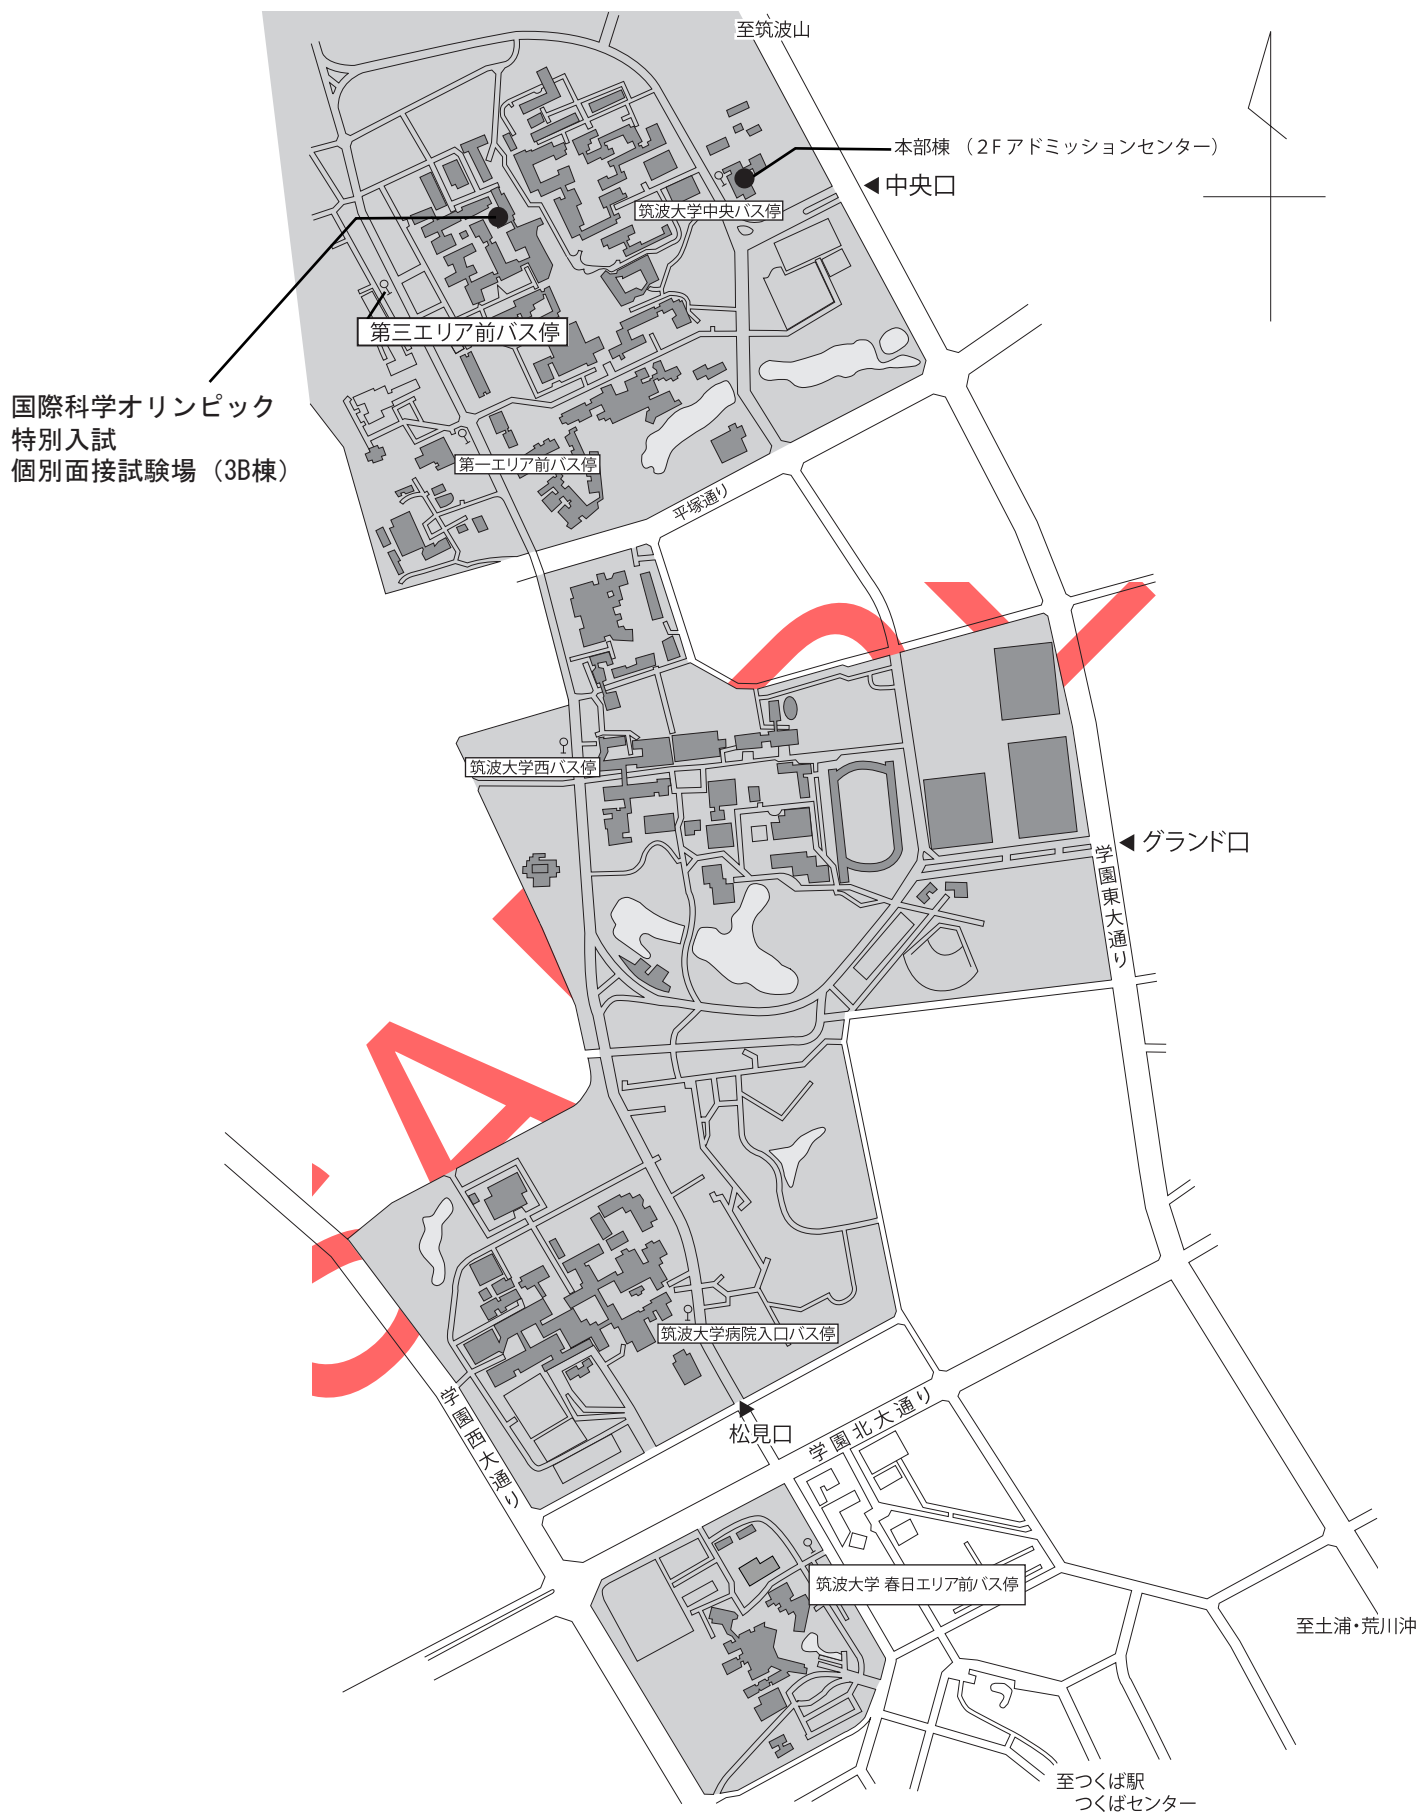 至筑波山
本部棟 （２F アドミッションセンター）
中央口
筑波大学中央バス停
第三エリア前バス停
国際科学オリンピック
特別入試
個別面接試験場（3B棟）
第一エリア前バス停
平塚通り
筑波大学西バス停
グランド口
学園東大通り
筑波大学病院入口バス停
学園西大通り
松見口
学園北大通り
筑波大学 春日エリア前バス停
至土浦・荒川沖
至つくば駅
つくばセンター